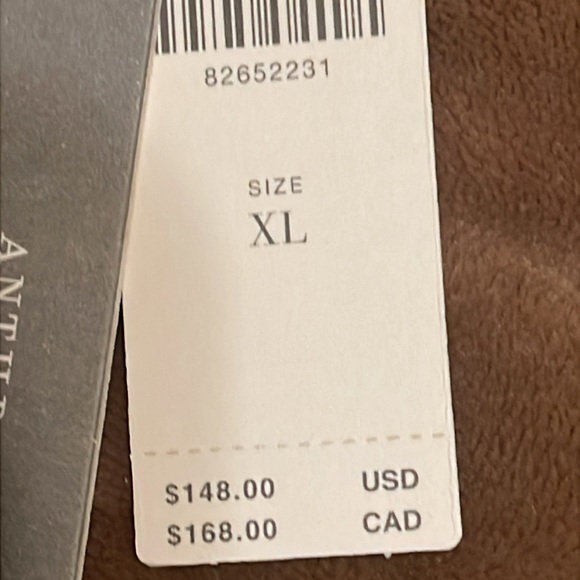 82652231
SIZE
XL
$148.00 USD
$168.00 CAD